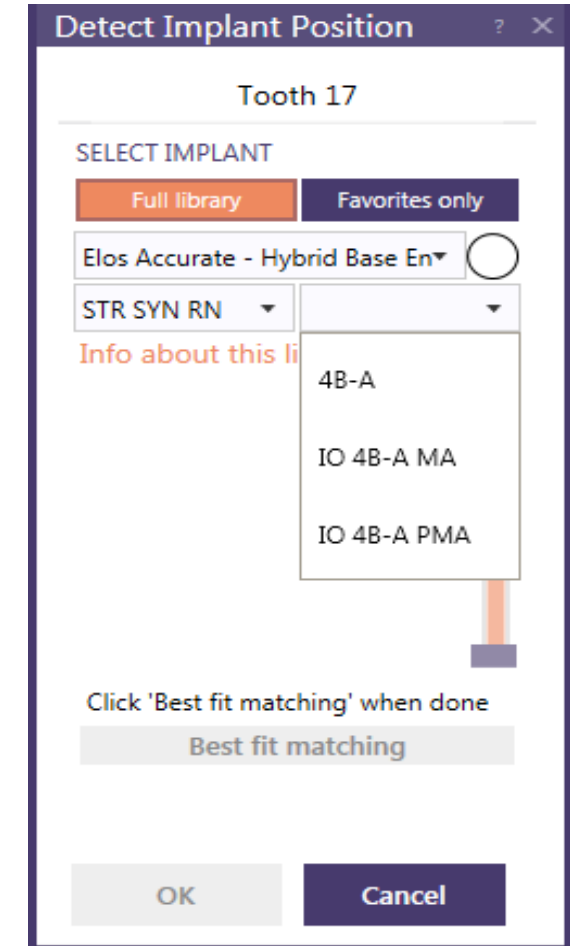 Detect Implant Position ? ×
Tooth 17
SELECT IMPLANT
Full library Favorites only
Elos Accurate - Hybrid Base En
STR SYN RN
Info about this li
4B-A
IO 4B-A MA
IO 4B-A PMA
Click 'Best fit matching' when done
Best fit matching
OK Cancel